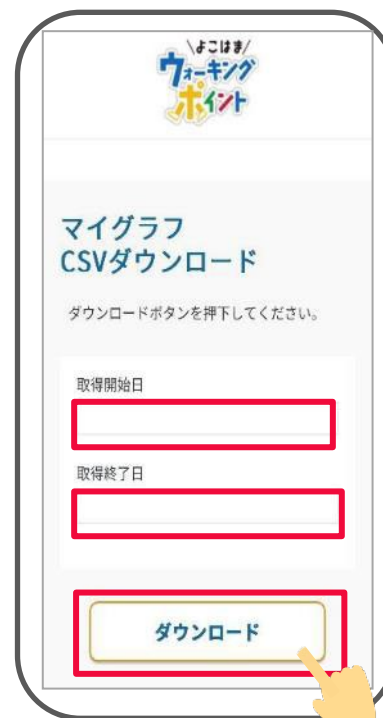 よこはま
ウォーキング
ポイント
マイグラフ
CSVダウンロード
ダウンロードボタンを押下してください。
取得開始日
取得終了日
ダウンロード